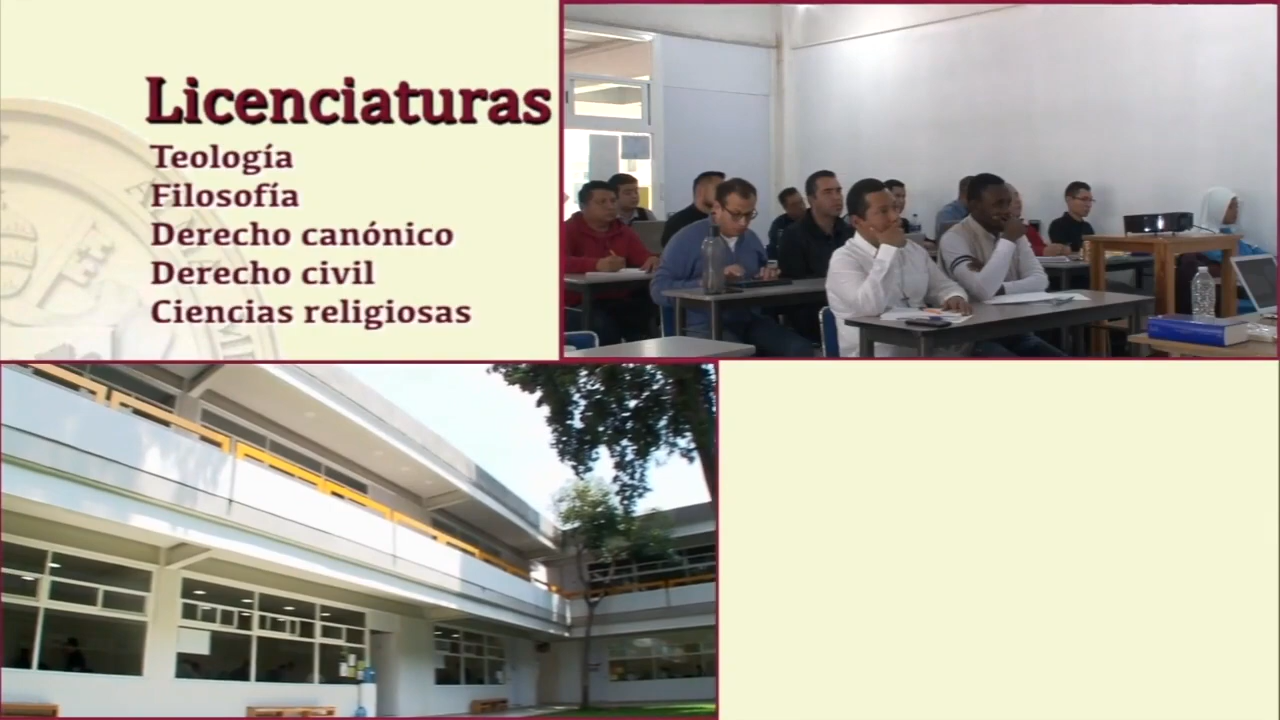 Licenciaturas
Teología
Filosofía
Derecho canónico
Derecho civil
Ciencias religiosas